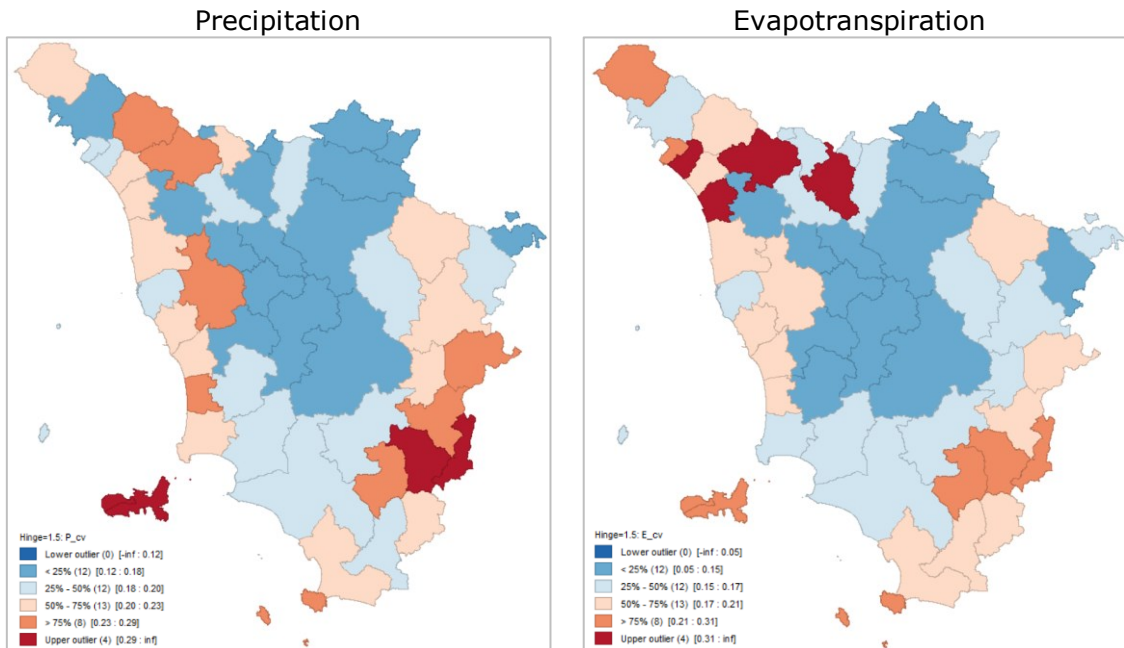 Precipitation
Evapotranspiration
Hinge=1.5: P_cv
Lower outlier (0) [-inf : 0.12]
< 25% (12) [0.12 : 0.18]
25% - 50% (12) [0.18 : 0.20]
50% - 75% (13) [0.20 : 0.23]
> 75% (8) [0.23 : 0.29]
Upper outlier (4) [0.29 : inf]
Hinge=1.5: E_cv
Lower outlier (0) [-inf : 0.05]
< 25% (12) [0.05 : 0.15]
25% - 50% (12) [0.15 : 0.17]
50% - 75% (13) [0.17 : 0.21]
> 75% (8) [0.21 : 0.31]
Upper outlier (4) [0.31 : inf]